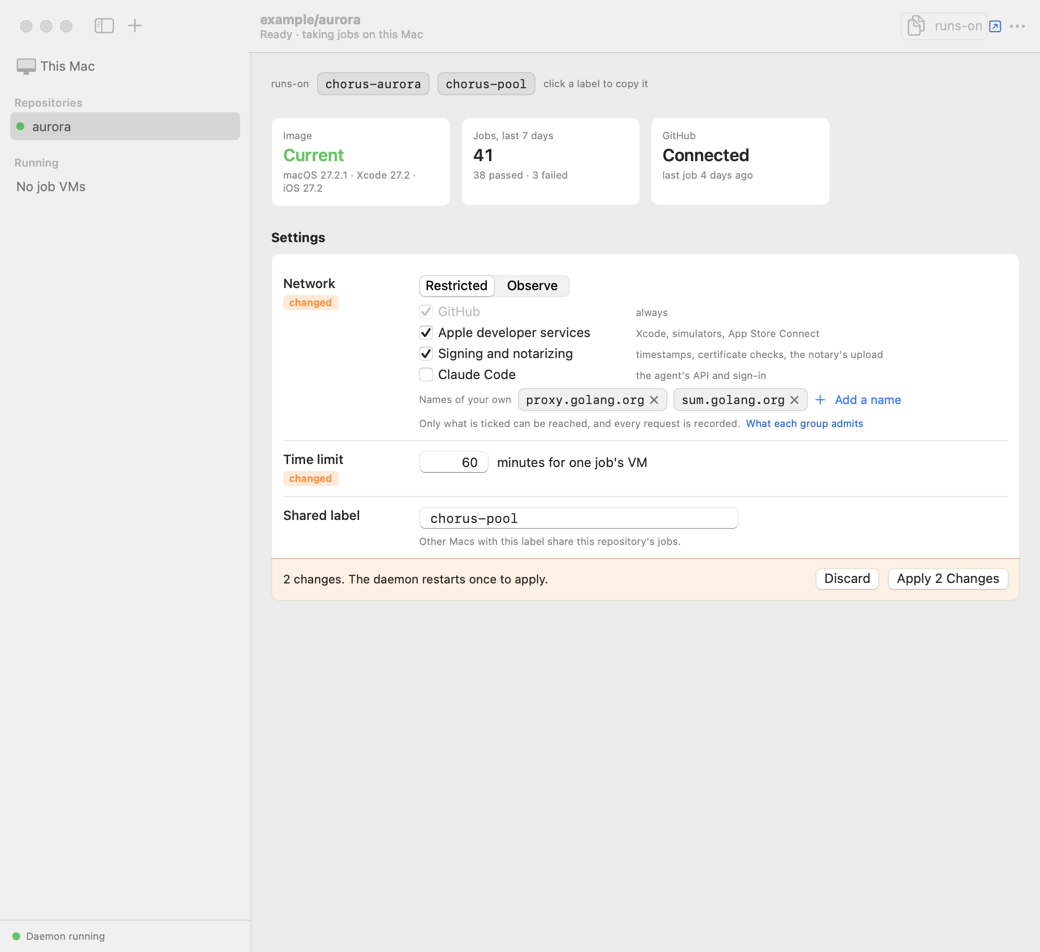 example/aurora
Ready · taking jobs on this Mac
runs-on
This Mac
Repositories
aurora
Running
No job VMs
runs-on chorus-aurora chorus-pool click a label to copy it
Image
Current
macOS 27.2.1 · Xcode 27.2 ·
iOS 27.2
Jobs, last 7 days
41
38 passed · 3 failed
GitHub
Connected
last job 4 days ago
Settings
Network
changed
Restricted Observe
GitHub always
Apple developer services Xcode, simulators, App Store Connect
Signing and notarizing timestamps, certificate checks, the notary's upload
Claude Code the agent's API and sign-in
Names of your own proxy.golang.org sum.golang.org Add a name
Only what is ticked can be reached, and every request is recorded. What each group admits
Time limit
changed
60 minutes for one job's VM
Shared label
chorus-pool
Other Macs with this label share this repository's jobs.
2 changes. The daemon restarts once to apply. Discard Apply 2 Changes
Daemon running